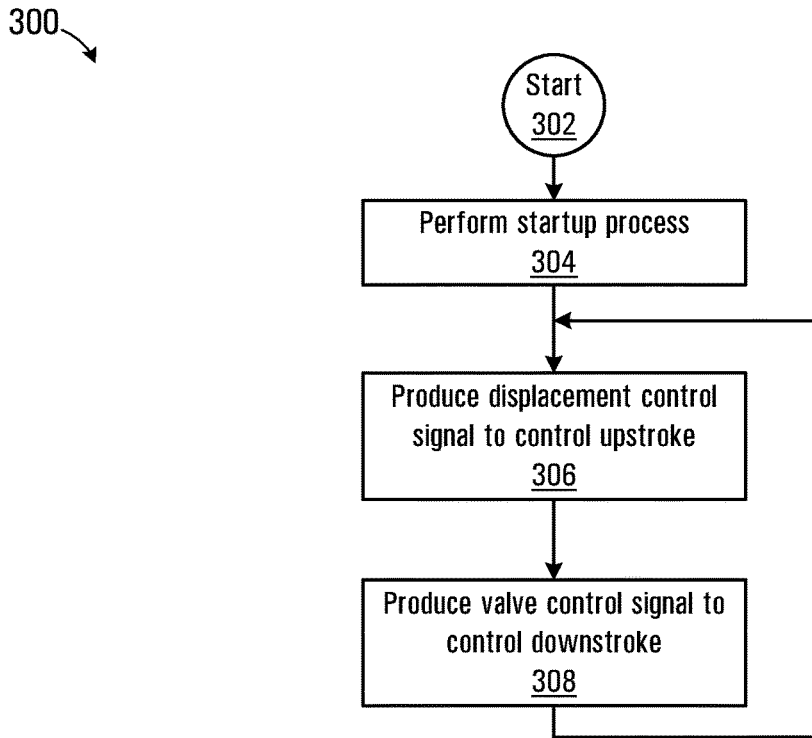 300
Start
302
Perform startup process
304
Produce displacement control
signal to control upstroke
306
Produce valve control signal to
control downstroke
308